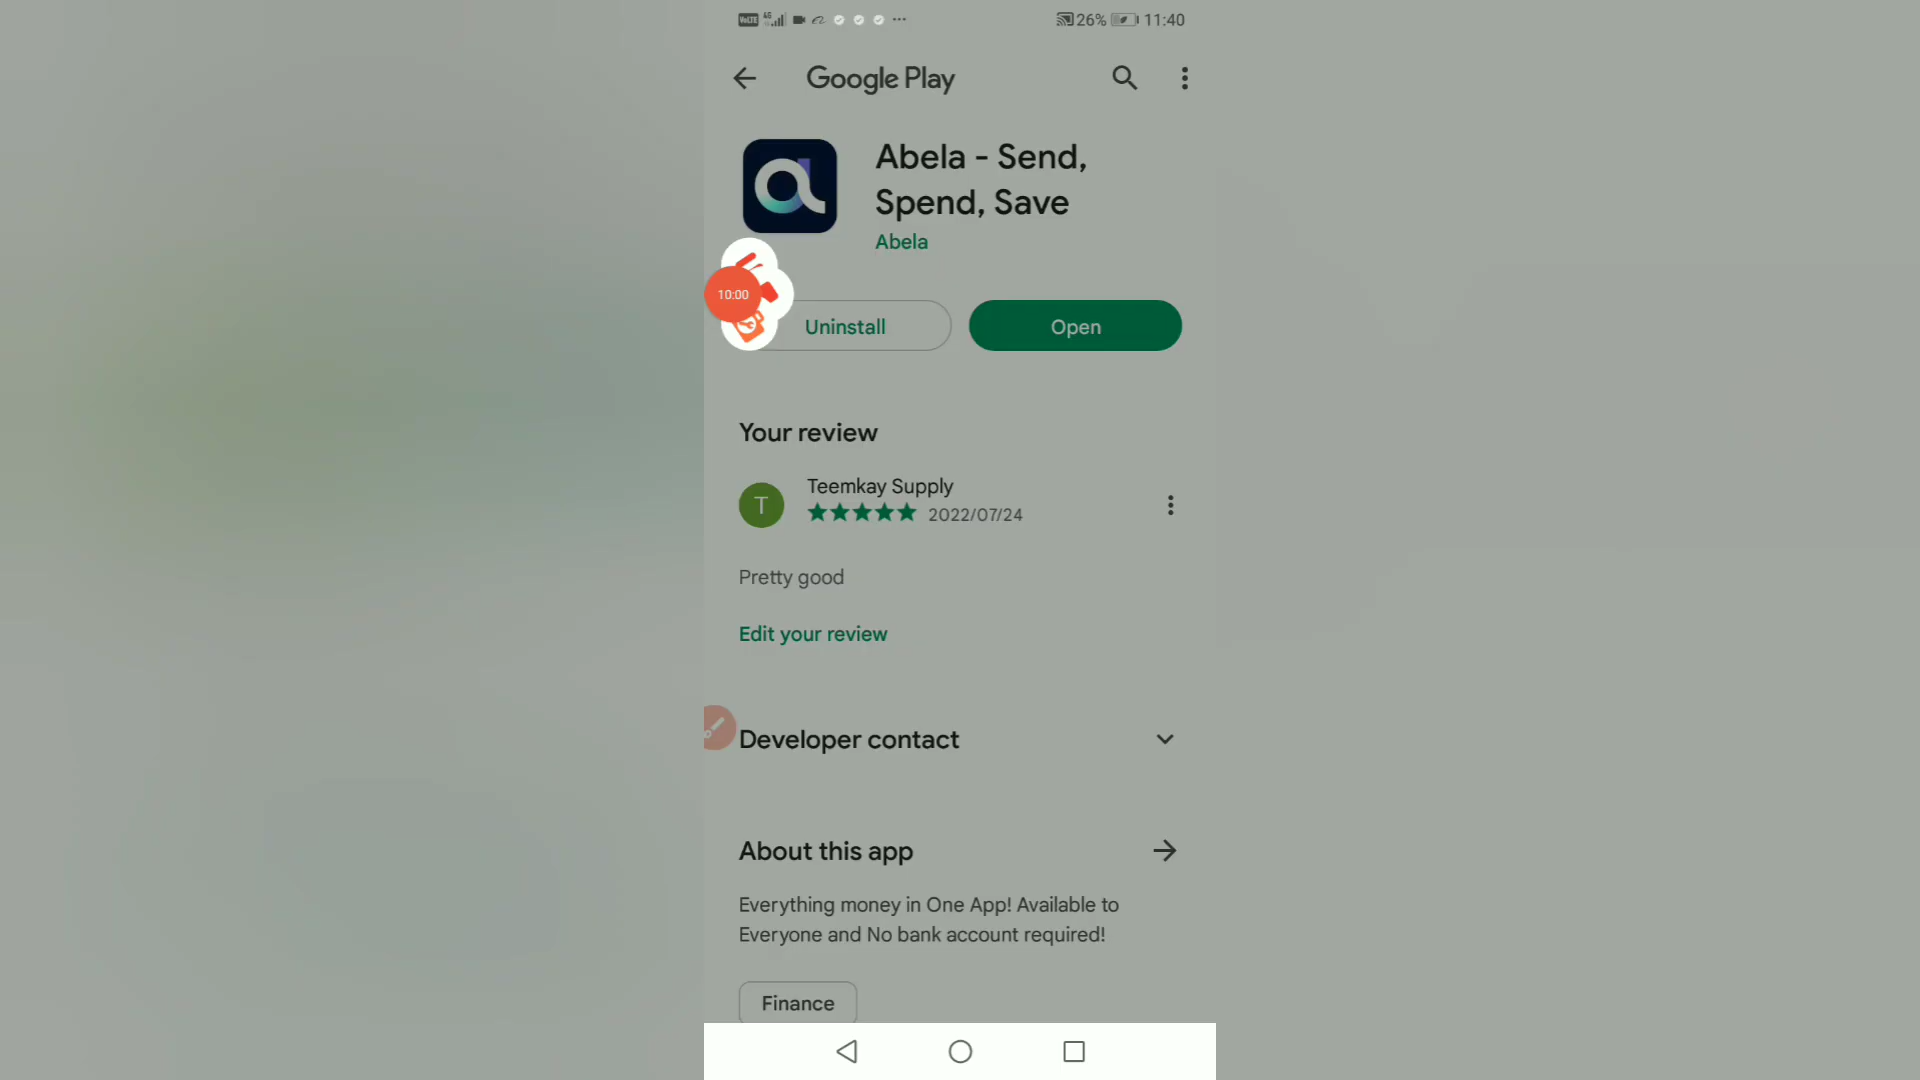 VoLTE 4G 26% 11:40
Google Play
Abela - Send,
Spend, Save
Abela
10:00
Uninstall
Open
Your review
T
Teemkay Supply
2022/07/24
Pretty good
Edit your review
Developer contact
About this app
Everything money in One App! Available to
Everyone and No bank account required!
Finance